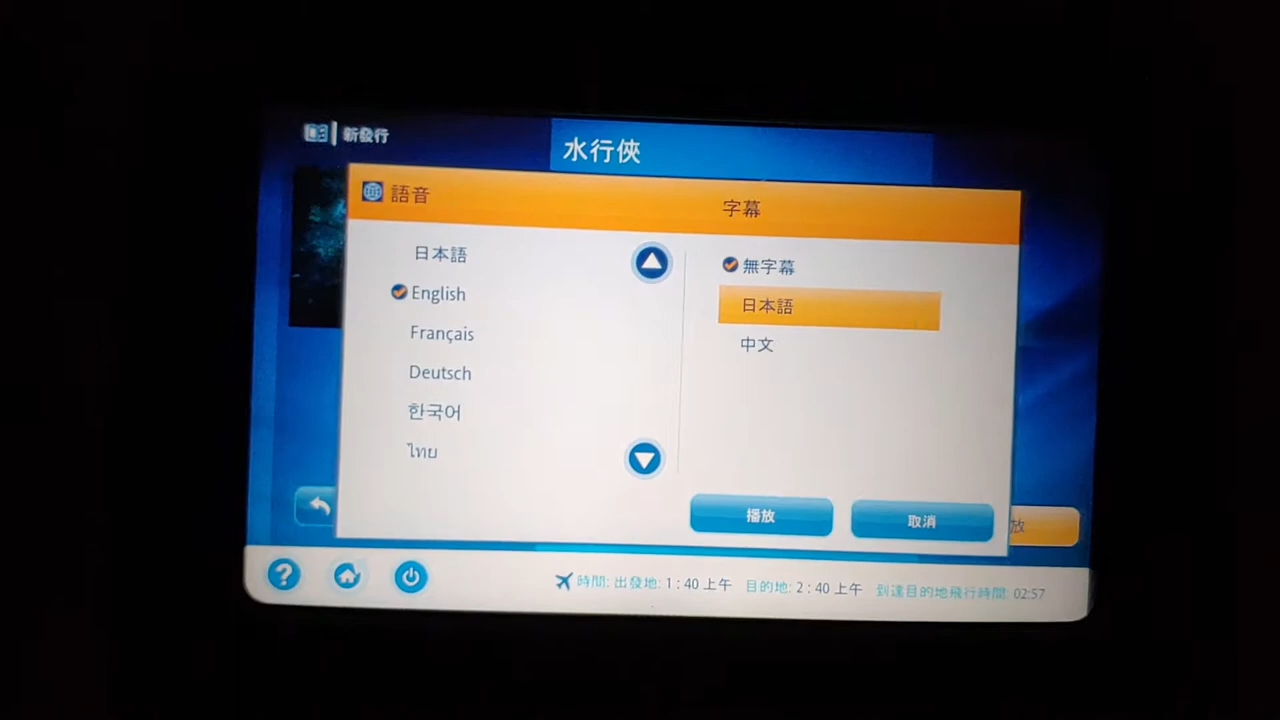 新發行
水行俠
語音
字幕
日本語
English
Français
Deutsch
한국어
ไทย
無字幕
日本語
中文
播放
取消
放
時間: 出發地: 1 : 40 上午 目的地: 2 : 40 上午 到達目的地飛行時間: 02:57